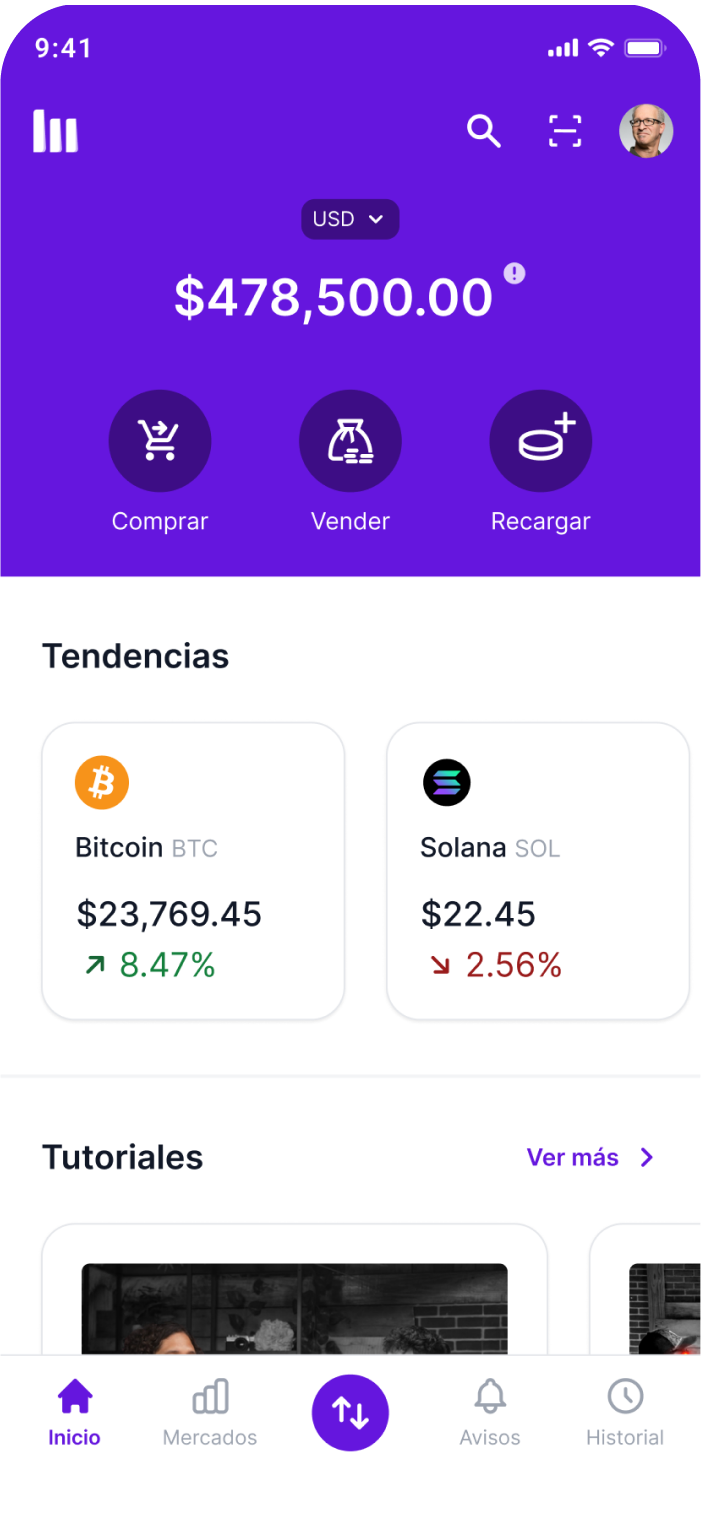 9:41
USD
$478,500.00
Comprar Vender Recargar
Tendencias
Bitcoin BTC
$23,769.45
8.47%
Solana SOL
$22.45
2.56%
Tutoriales
Ver más
Inicio Mercados Avisos Historial